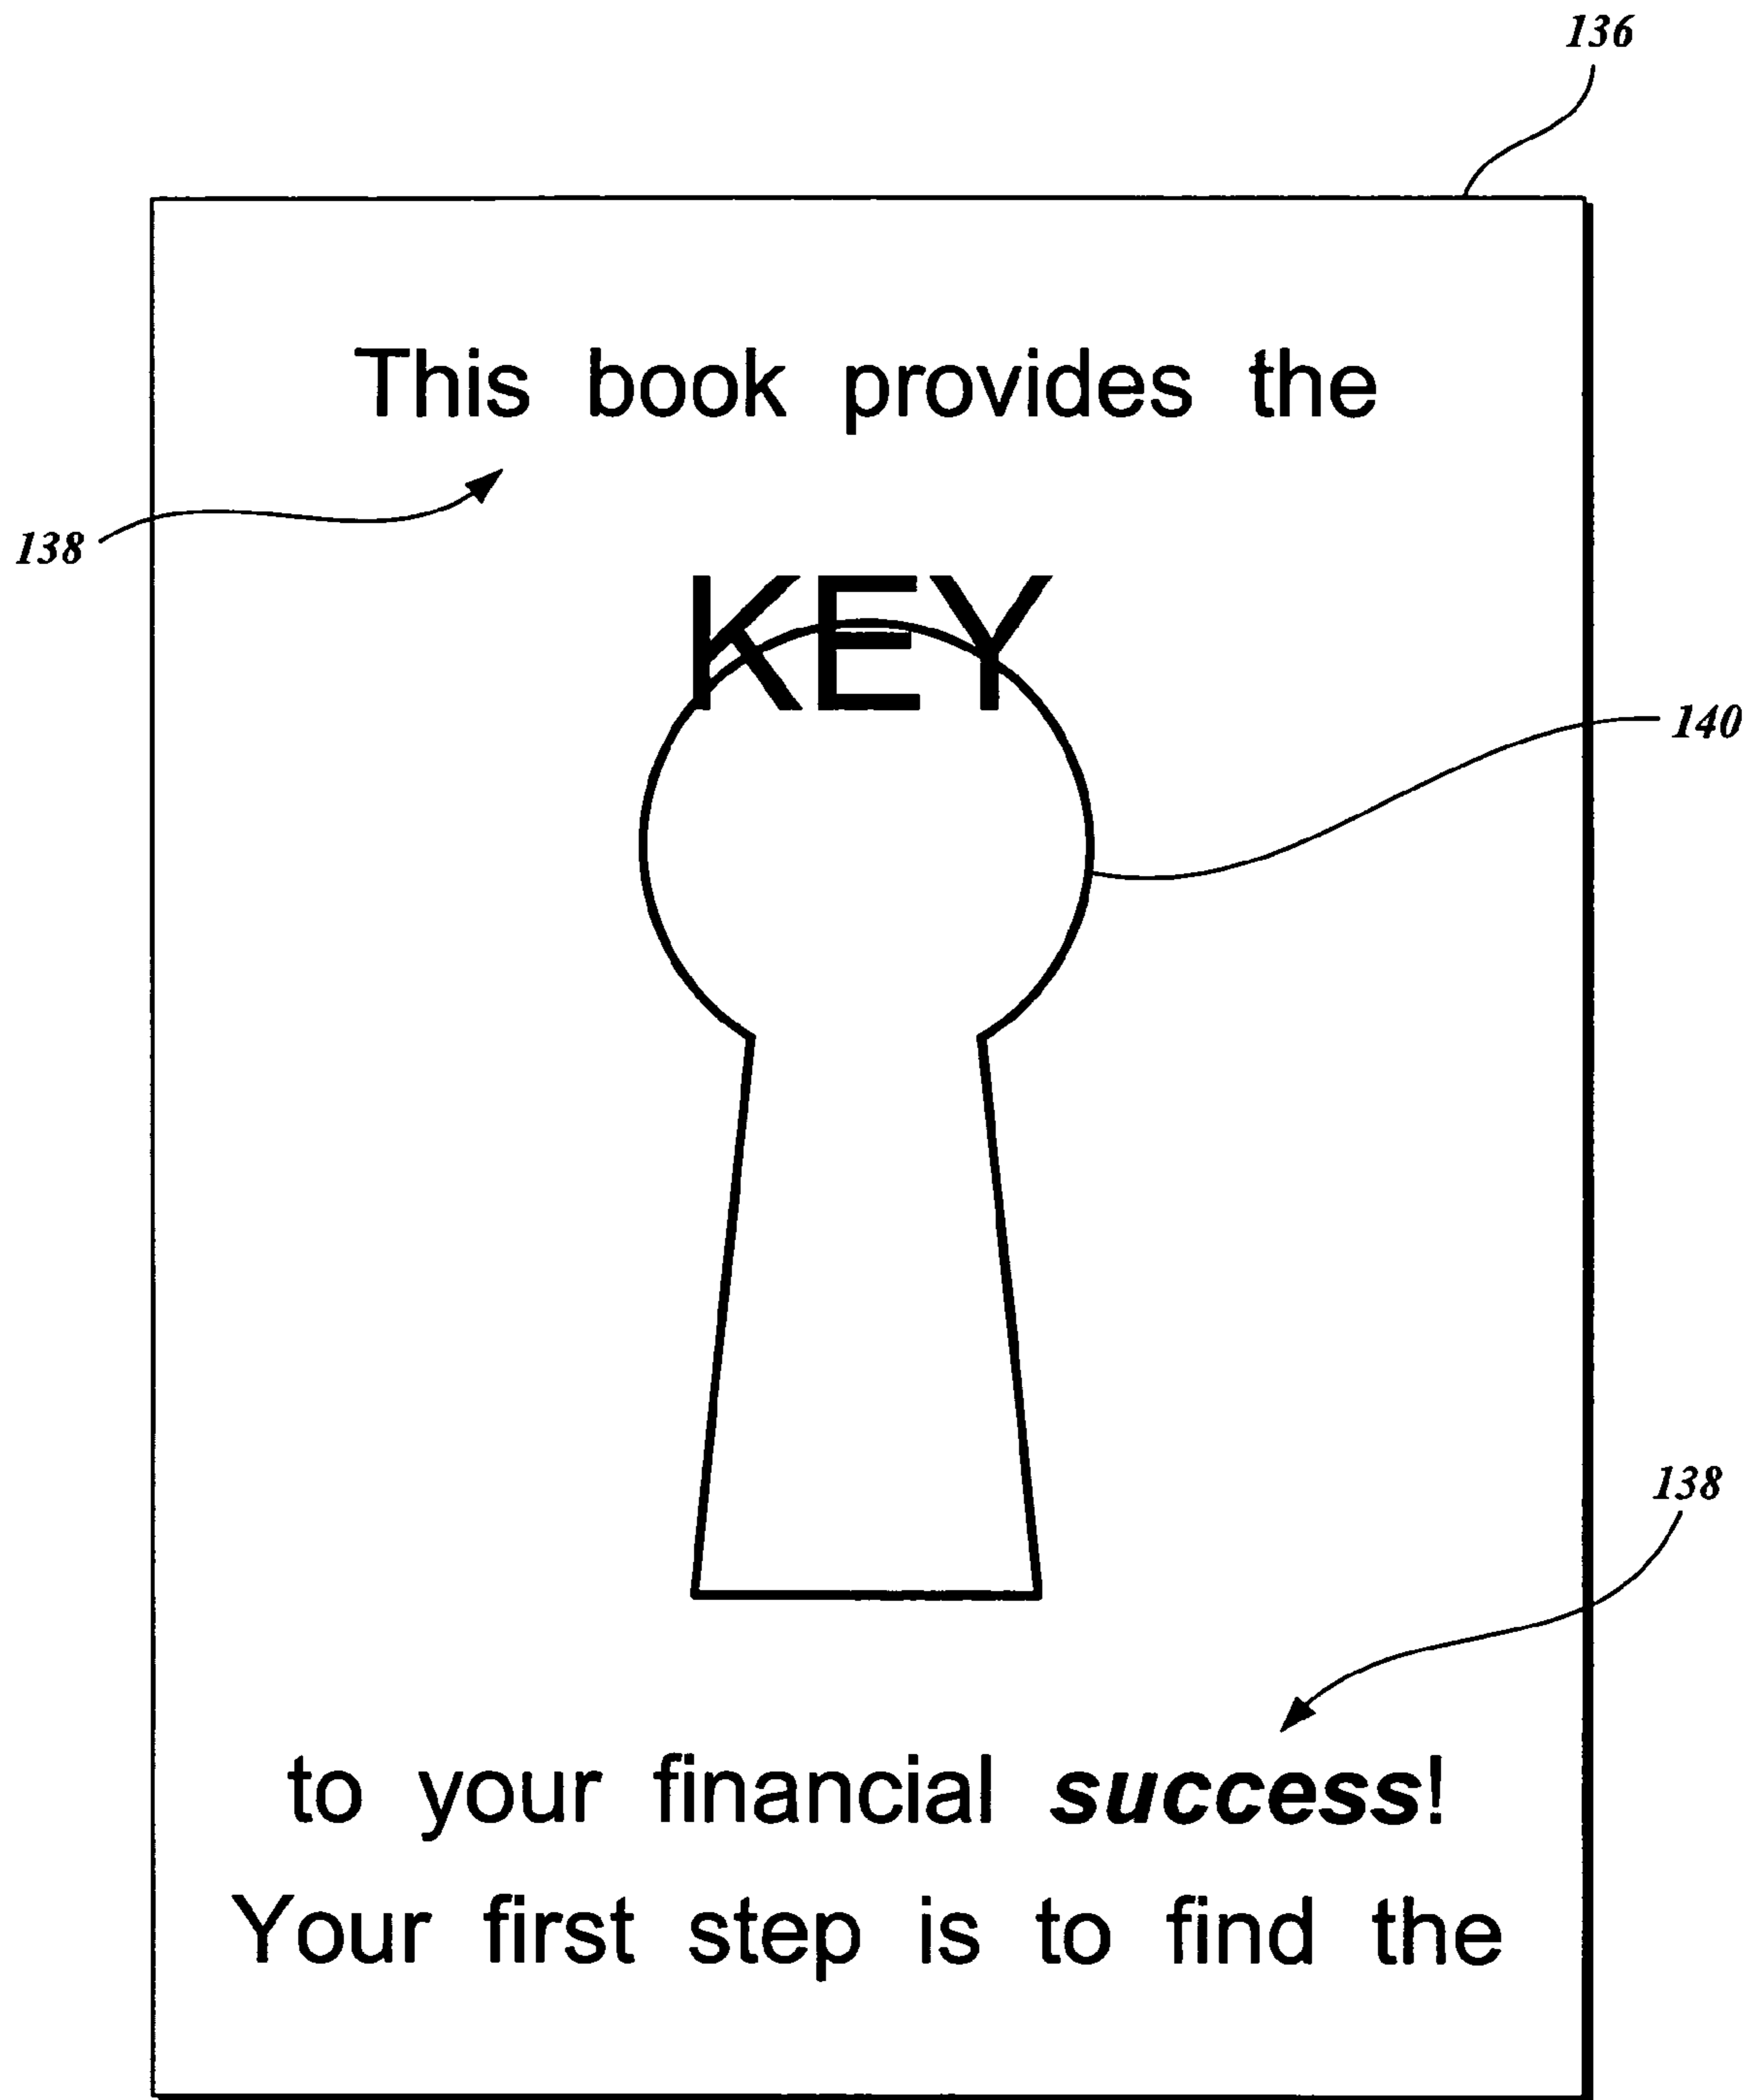 136
This book provides the
138
KEY
140
138
to your financial success!
Your first step is to find the